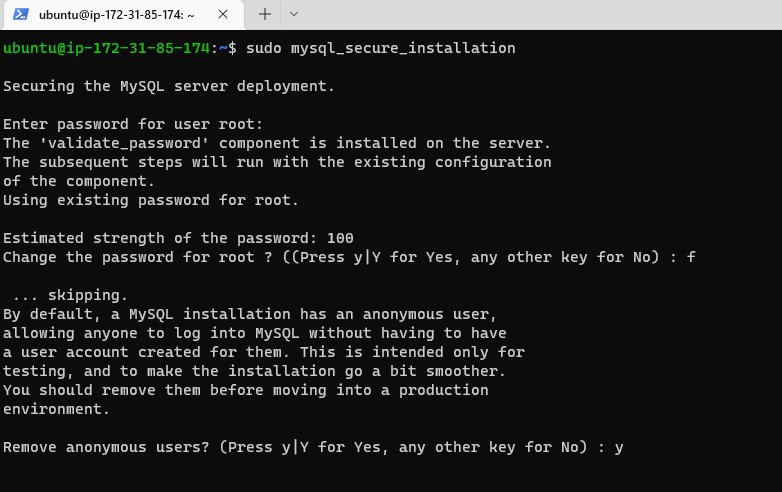 ubuntu@ip-172-31-85-174: ~
ubuntu@ip-172-31-85-174:~$ sudo mysql_secure_installation
Securing the MySQL server deployment.
Enter password for user root:
The 'validate_password' component is installed on the server.
The subsequent steps will run with the existing configuration
of the component.
Using existing password for root.
Estimated strength of the password: 100
Change the password for root ? ((Press y|Y for Yes, any other key for No) : f
... skipping.
By default, a MySQL installation has an anonymous user,
allowing anyone to log into MySQL without having to have
a user account created for them. This is intended only for
testing, and to make the installation go a bit smoother.
You should remove them before moving into a production
environment.
Remove anonymous users? (Press y|Y for Yes, any other key for No) : y